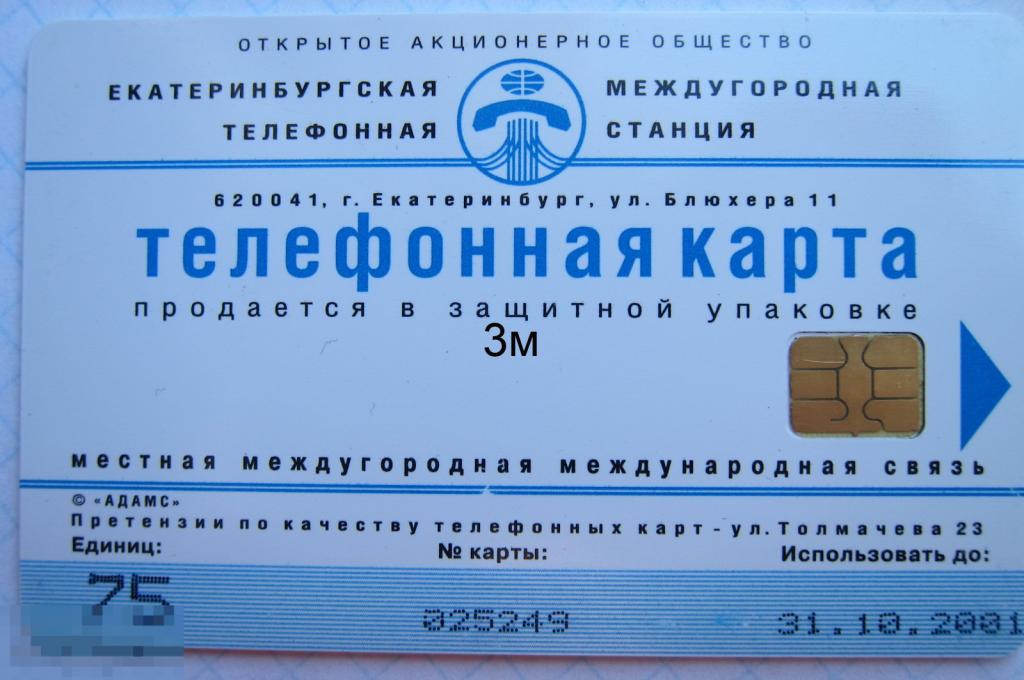 ОТКРЫТОЕ АКЦИОНЕРНОЕ ОБЩЕСТВО
ЕКАТЕРИНБУРГСКАЯ МЕЖДУГОРОДНАЯ
ТЕЛЕФОННАЯ СТАНЦИЯ
620041, г. Екатеринбург, ул. Блюхера 11
телефонная карта
продается в защитной упаковке
3м
местная междугородная международная связь
© «АДАМС»
Претензии по качеству телефонных карт - ул. Толмачева 23
Единиц: № карты: Использовать до:
75 025249 31.10.2001